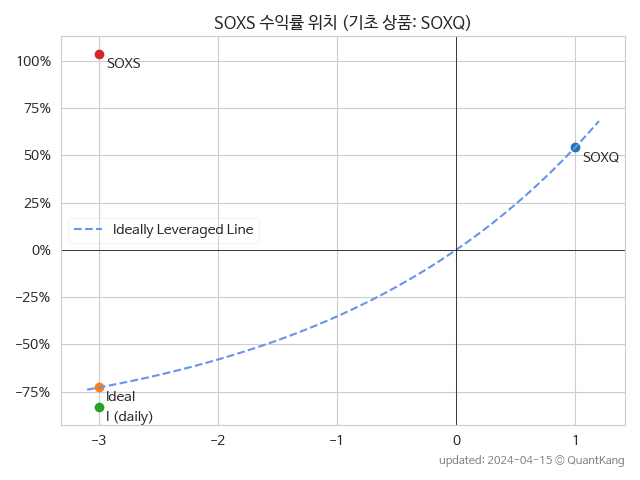 SOXS 수익률 위치 (기초 상품: SOXQ)
100%
SOXS
75%
50%
SOXQ
25%
Ideally Leveraged Line
0%
−25%
−50%
−75%
Ideal
I (daily)
−3 −2 −1 0 1
updated: 2024-04-15 © QuantKang